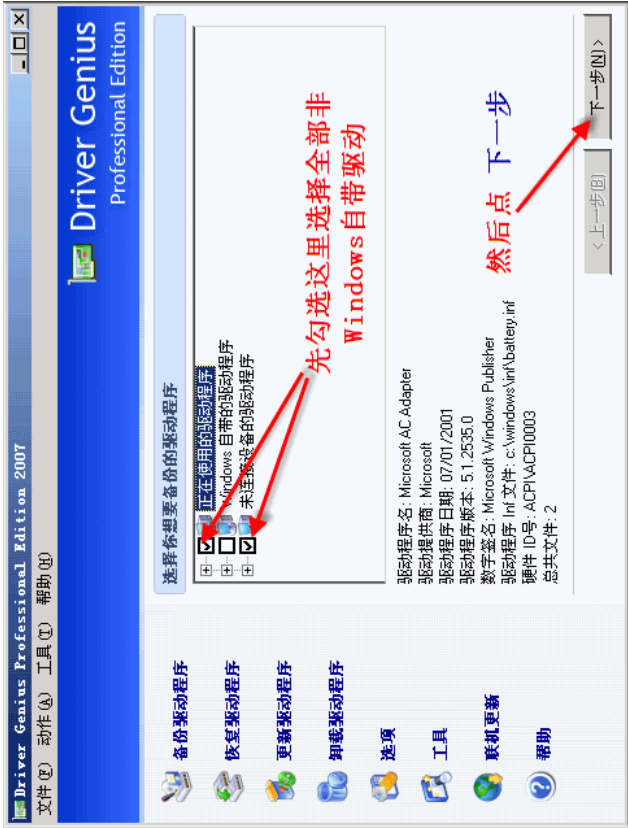 Driver Genius Professional Edition 2007
文件(F) 动作(A) 工具(T) 帮助(H)
Driver Genius
Professional Edition
备份驱动程序
恢复驱动程序
更新驱动程序
卸载驱动程序
选项
工具
联机更新
帮助
选择你想要备份的驱动程序
正在使用的驱动程序
Windows 自带的驱动程序
未连接设备的驱动程序
先勾选这里选择全部非
Windows自带驱动
驱动程序名: Microsoft AC Adapter
驱动提供商: Microsoft
驱动程序日期: 07/01/2001
驱动程序版本: 5.1.2535.0
数字签名: Microsoft Windows Publisher
驱动程序 Inf 文件: c:\windows\inf\battery.inf
硬件 ID号: ACPI\ACPI0003
总共文件: 2
然后点 下一步
< 上一步(B)
下一步(N) >